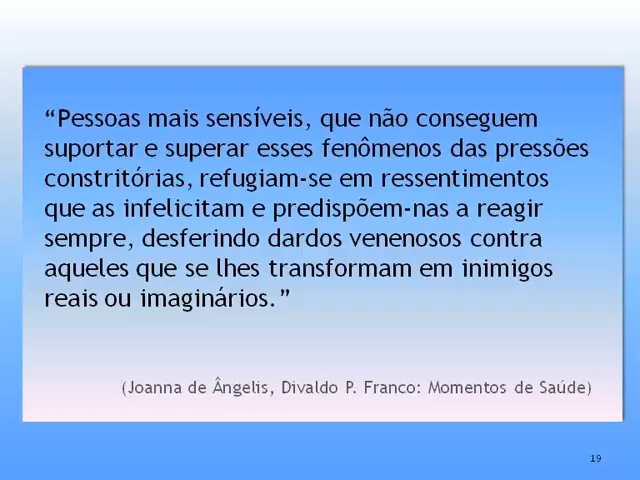 “Pessoas mais sensíveis, que não conseguem
suportar e superar esses fenômenos das pressões
constritórias, refugiam-se em ressentimentos
que as infelicitam e predispõem-nas a reagir
sempre, desferindo dardos venenosos contra
aqueles que se lhes transformam em inimigos
reais ou imaginários.”
(Joanna de Ângelis, Divaldo P. Franco: Momentos de Saúde)
19